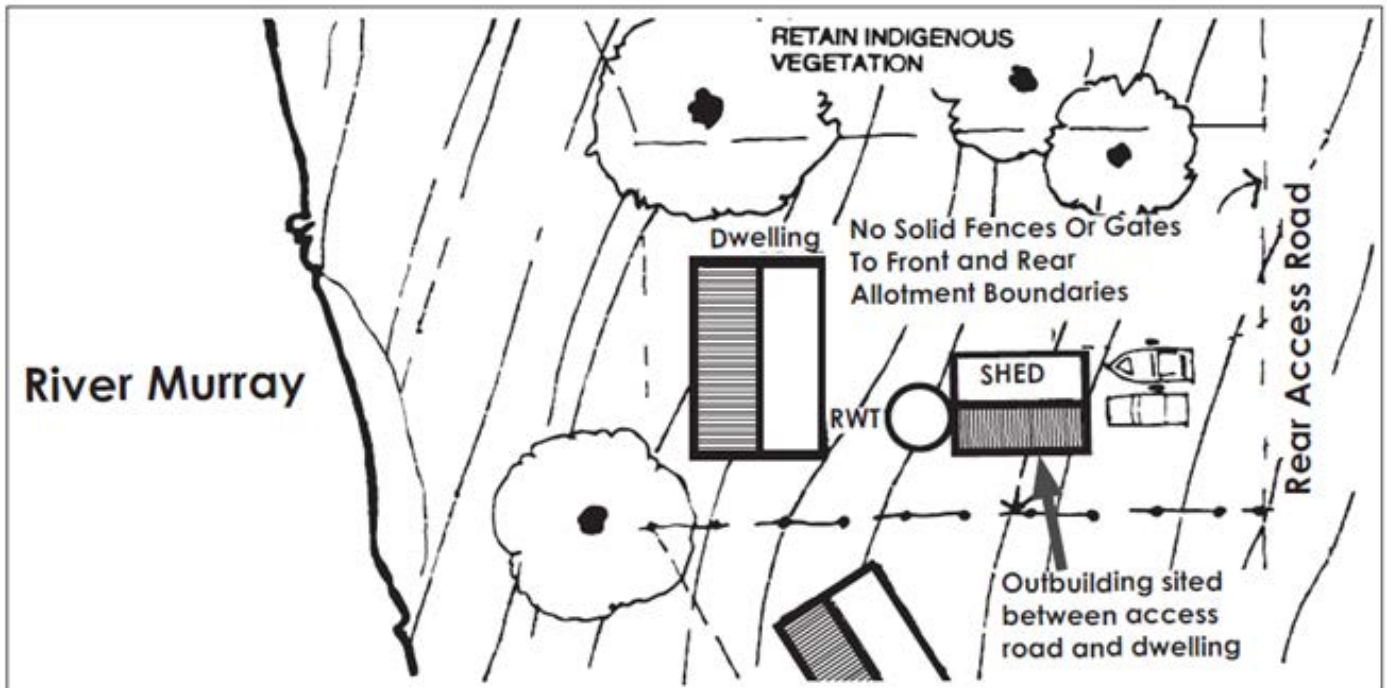 RETAIN INDIGENOUS
VEGETATION
Dwelling
No Solid Fences Or Gates
To Front and Rear
Allotment Boundaries
River Murray
SHED
RWT
Rear Access Road
Outbuilding sited
between access
road and dwelling